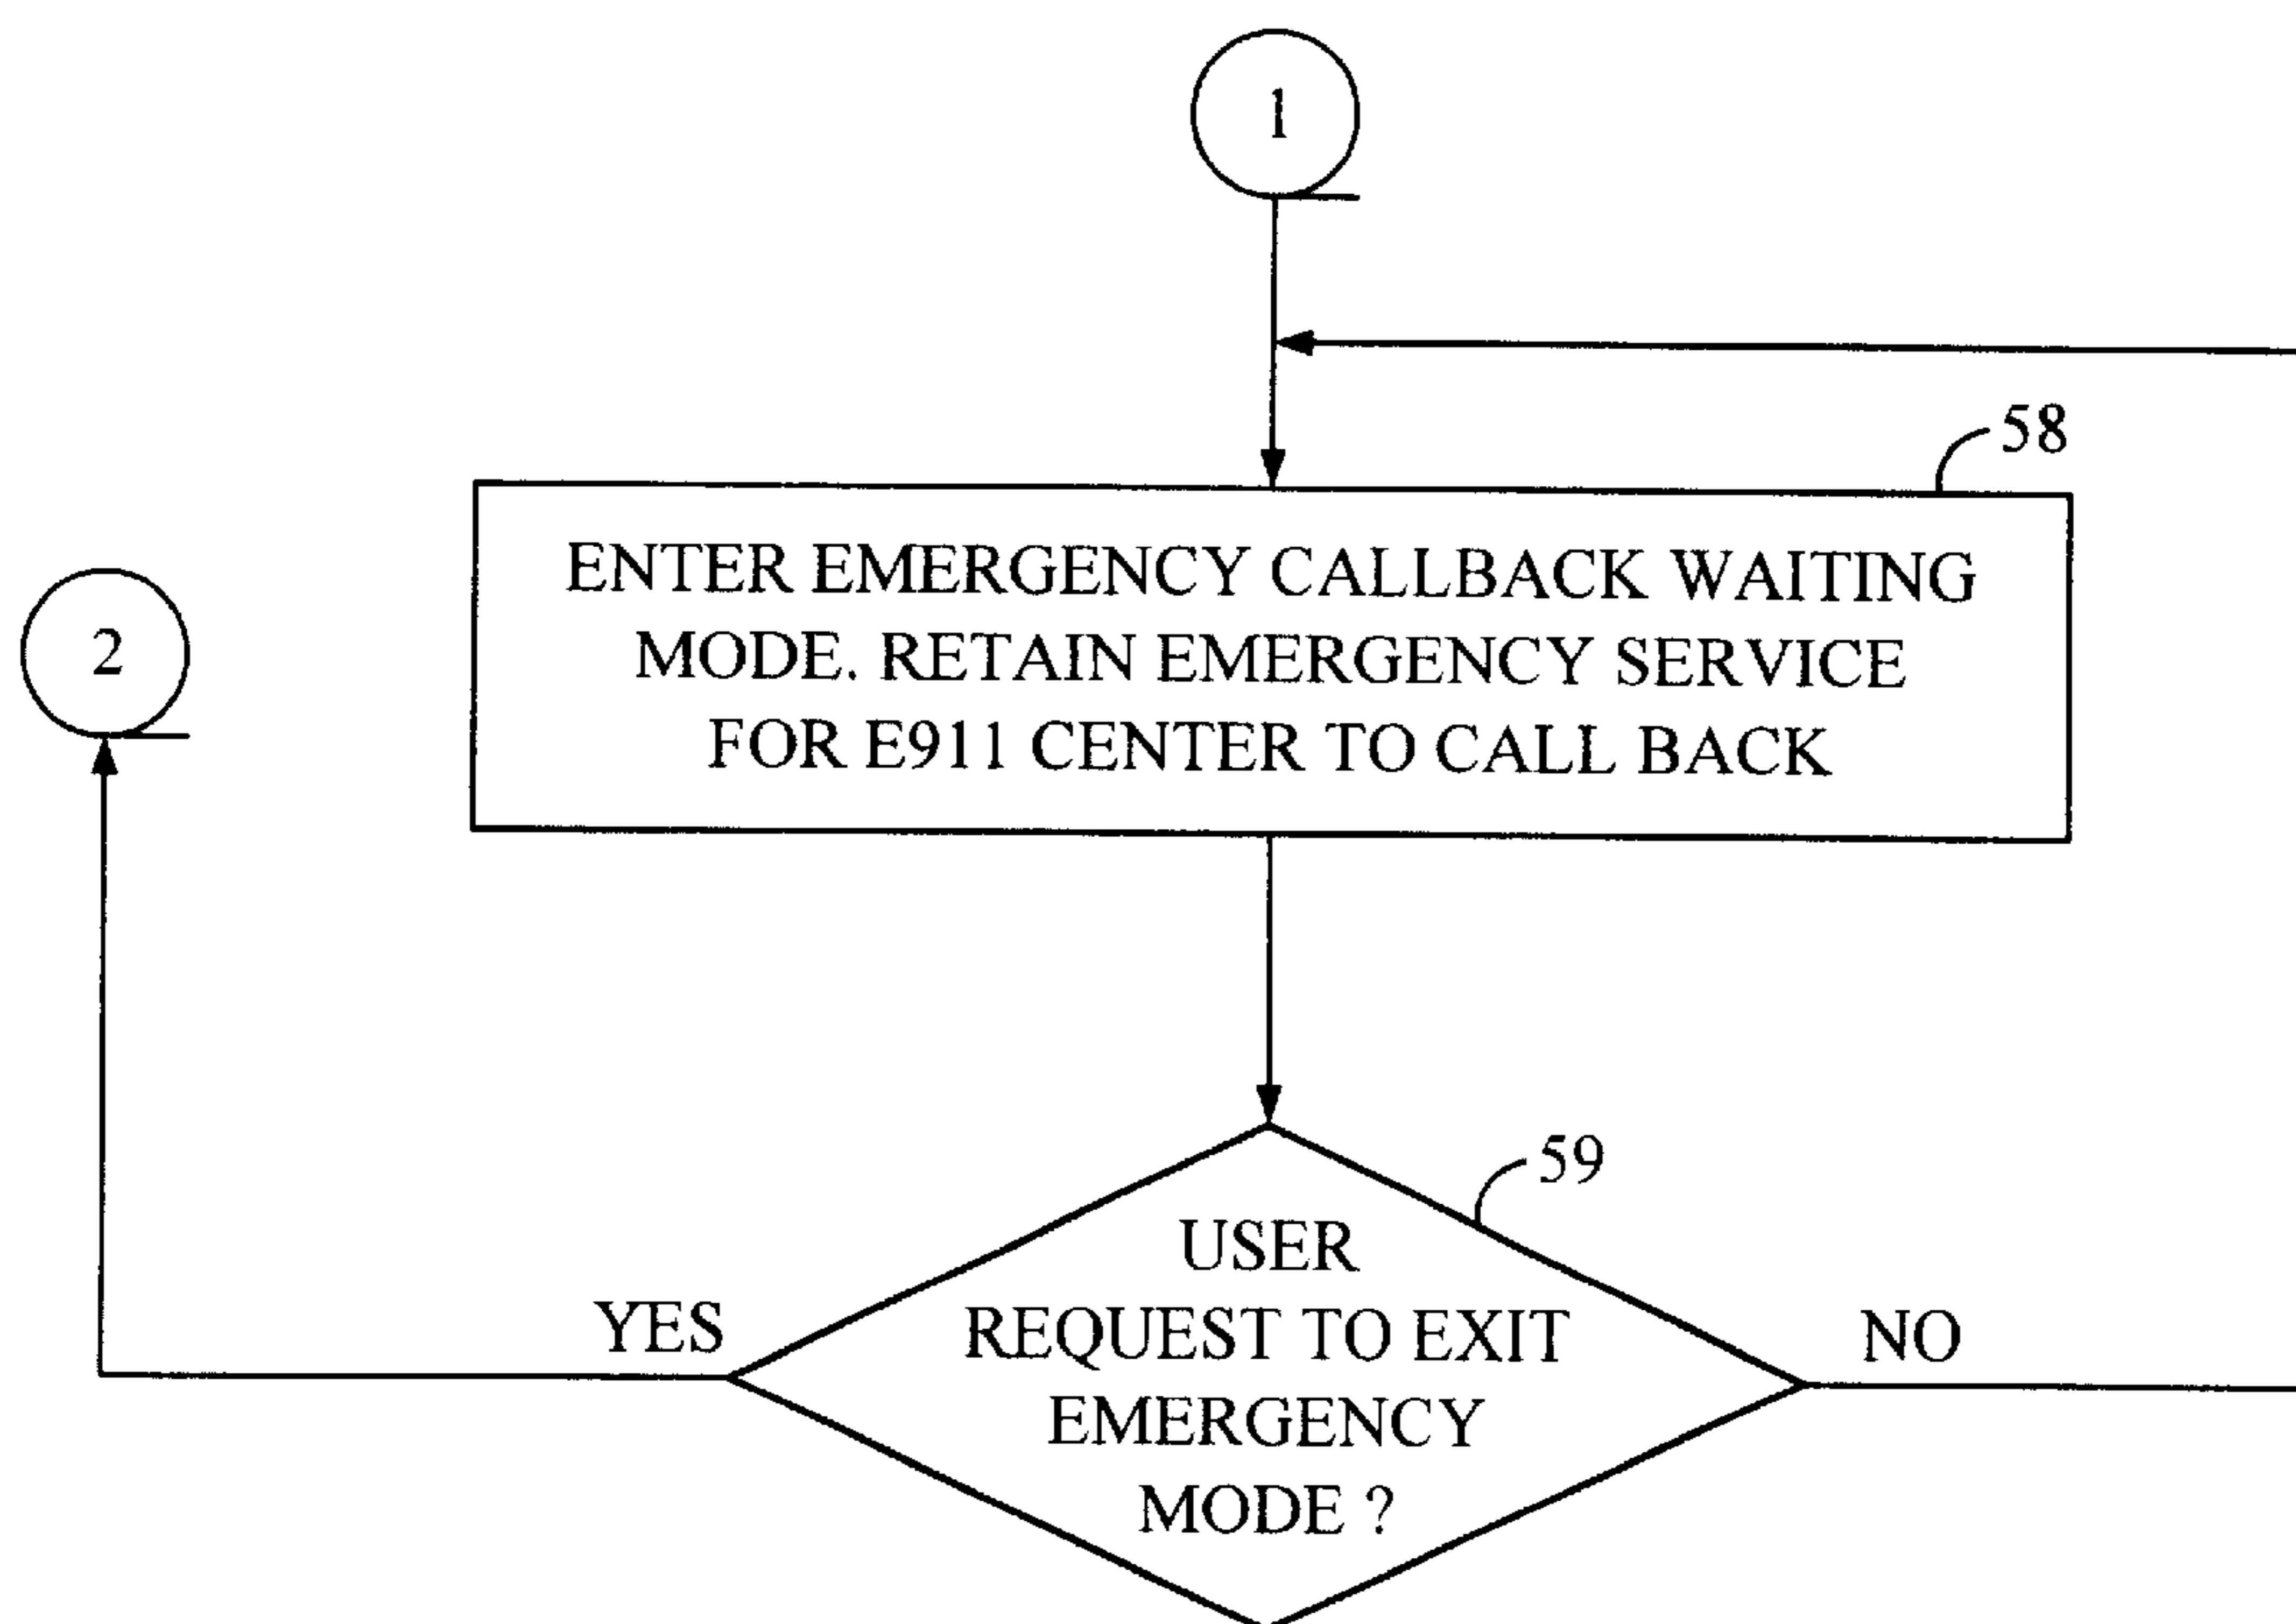 1
58
ENTER EMERGENCY CALLBACK WAITING
MODE. RETAIN EMERGENCY SERVICE
FOR E911 CENTER TO CALL BACK
2
59
USER
REQUEST TO EXIT
EMERGENCY
MODE ?
YES
NO